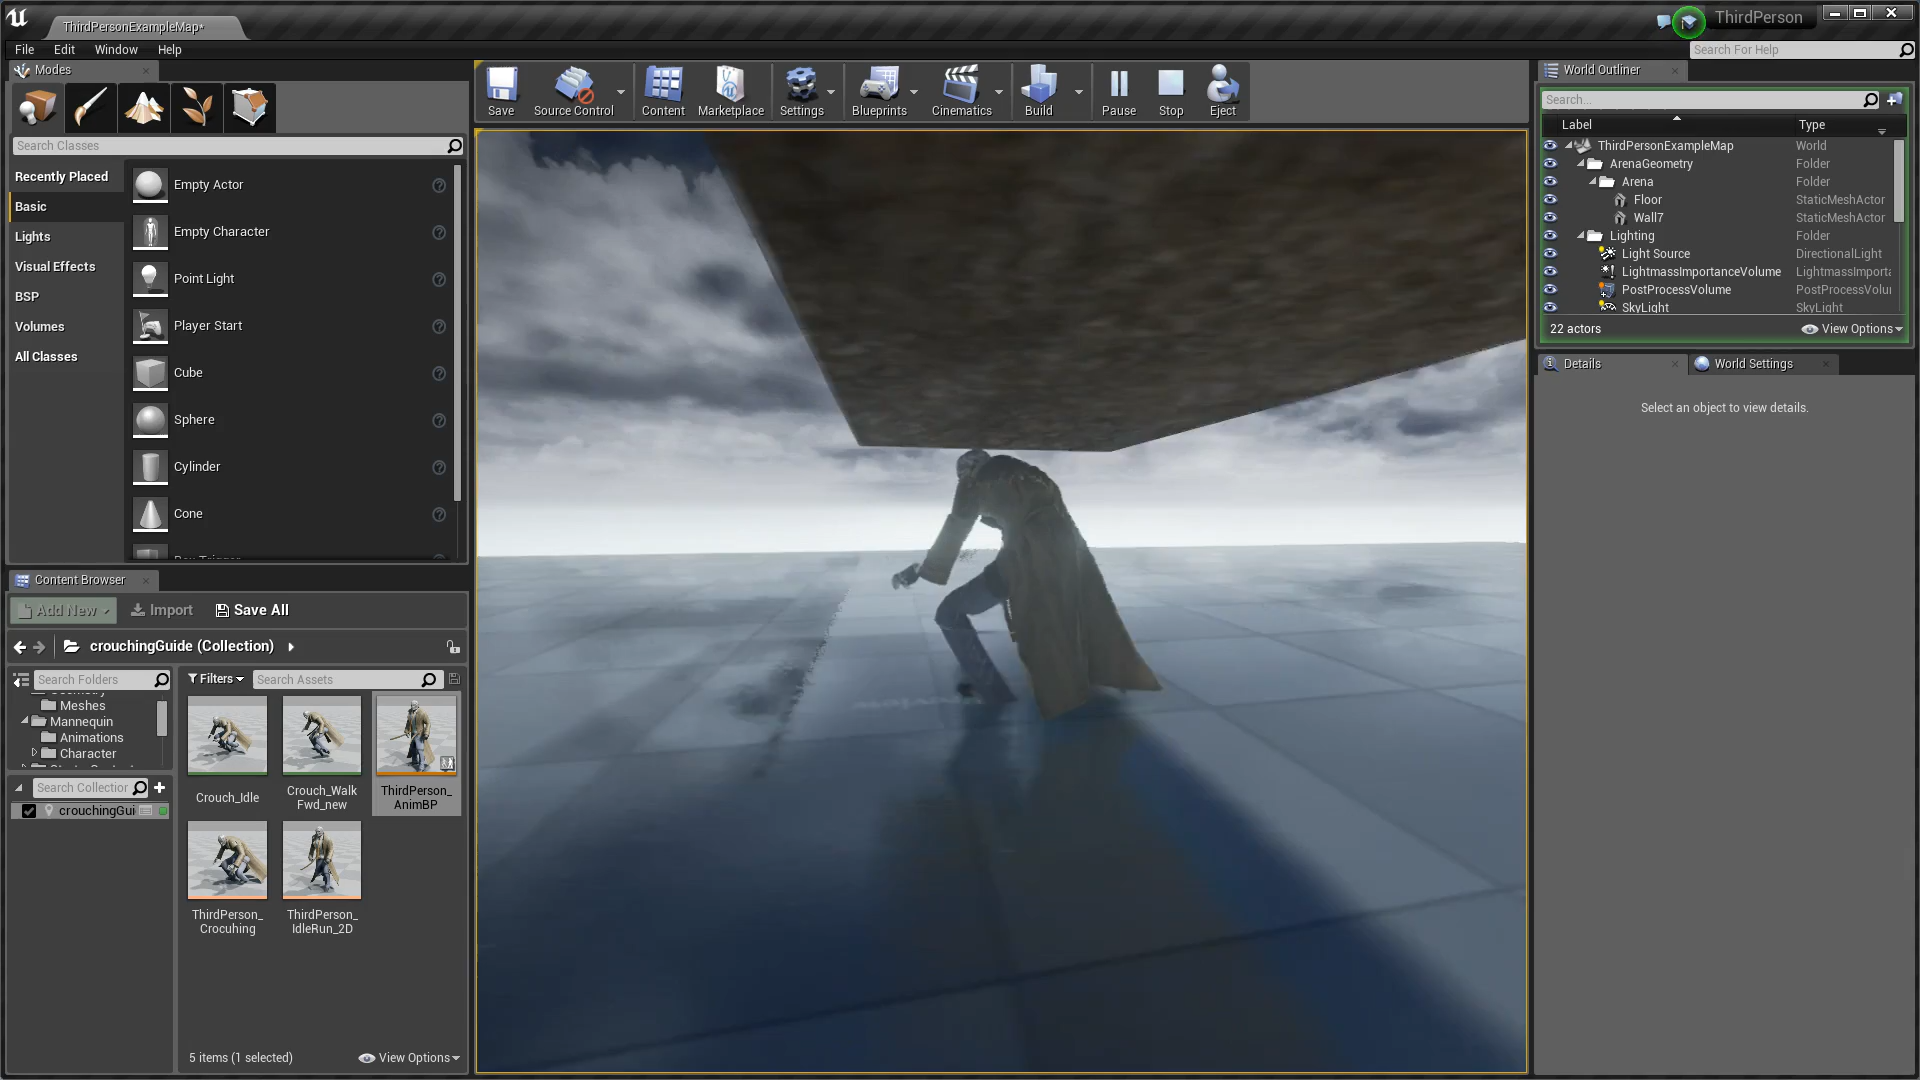 ThirdPersonExampleMap*
ThirdPerson
File Edit Window Help
Search For Help
Modes
Search Classes
Recently Placed
Basic
Lights
Visual Effects
BSP
Volumes
All Classes
Empty Actor
Empty Character
Point Light
Player Start
Cube
Sphere
Cylinder
Cone
Save
Source Control
Content
Marketplace
Settings
Blueprints
Cinematics
Build
Pause
Stop
Eject
World Outliner
Search...
Label Type
ThirdPersonExampleMap World
ArenaGeometry Folder
Arena Folder
Floor StaticMeshActor
Wall7 StaticMeshActor
Lighting Folder
Light Source DirectionalLight
LightmassImportanceVolume LightmassImporta
PostProcessVolume PostProcessVolu
SkyLight SkyLight
22 actors View Options
Details World Settings
Select an object to view details.
Content Browser
Add New Import Save All
crouchingGuide (Collection)
Search Folders
Meshes
Mannequin
Animations
Character
Search Collection
crouchingGui
Filters Search Assets
Crouch_Idle
Crouch_Walk
Fwd_new
ThirdPerson_
AnimBP
ThirdPerson_
Crocuhing
ThirdPerson_
IdleRun_2D
5 items (1 selected) View Options